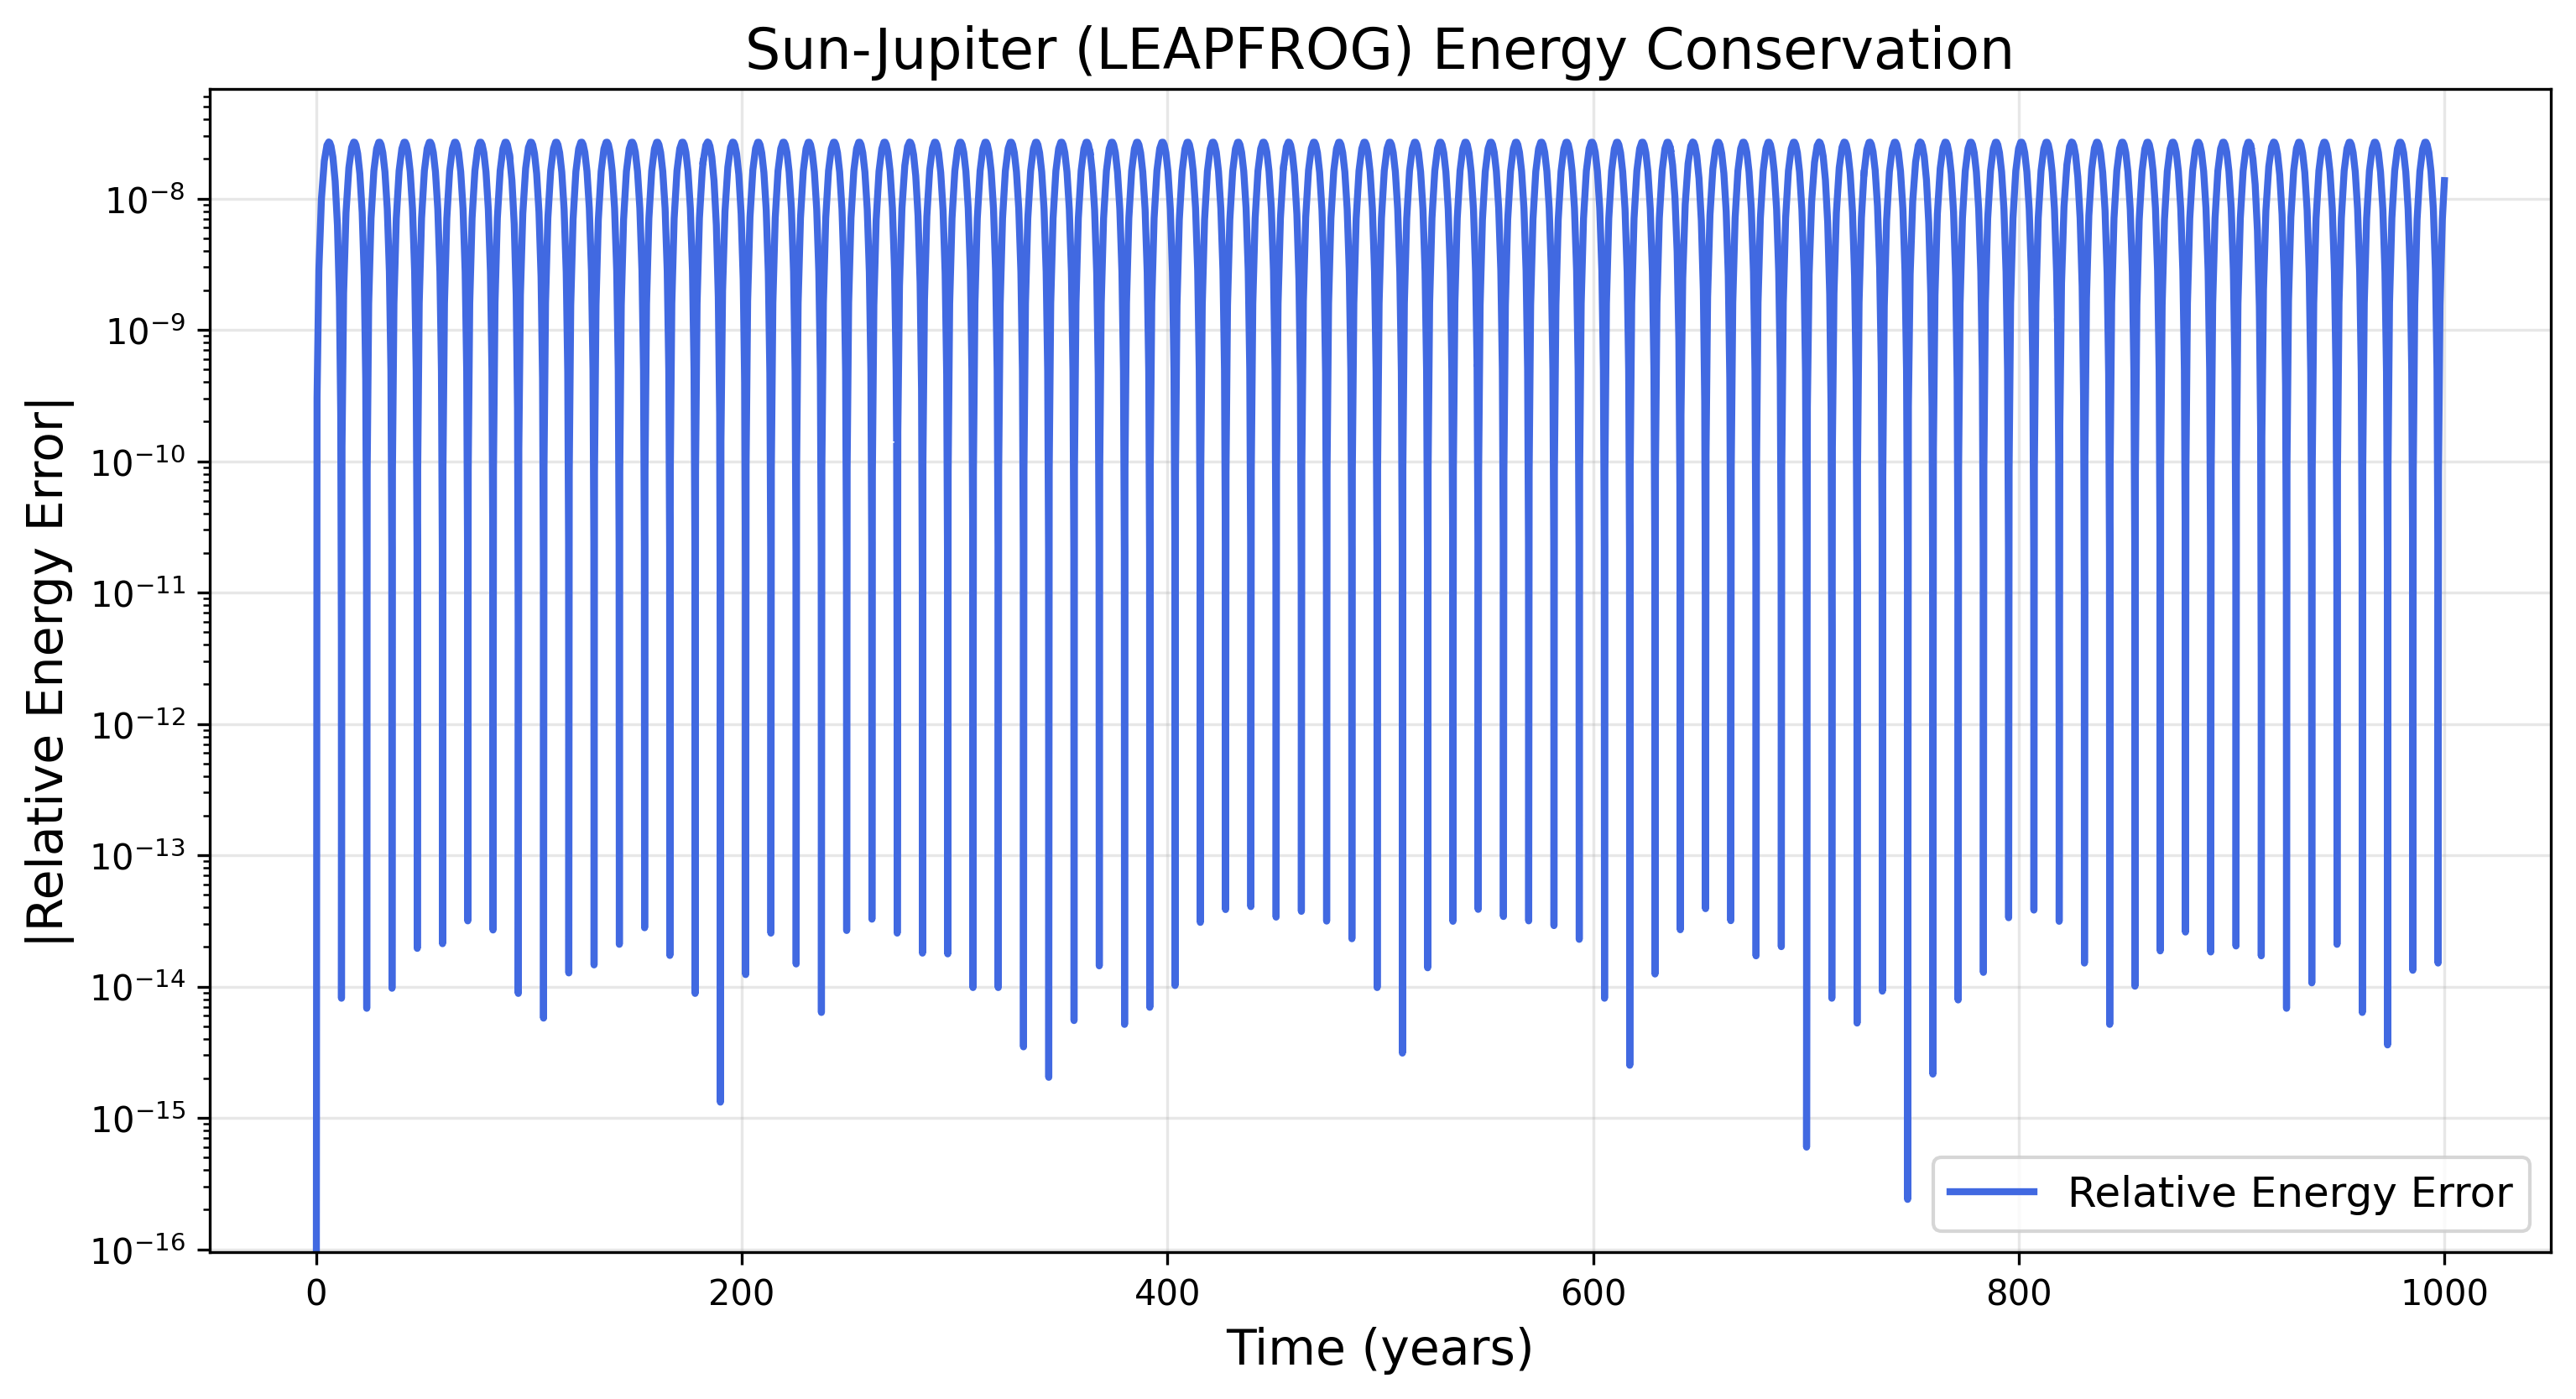 Sun-Jupiter (LEAPFROG) Energy Conservation
|Relative Energy Error|
10⁻⁸
10⁻⁹
10⁻¹⁰
10⁻¹¹
10⁻¹²
10⁻¹³
10⁻¹⁴
10⁻¹⁵
10⁻¹⁶
Relative Energy Error
0 200 400 600 800 1000
Time (years)